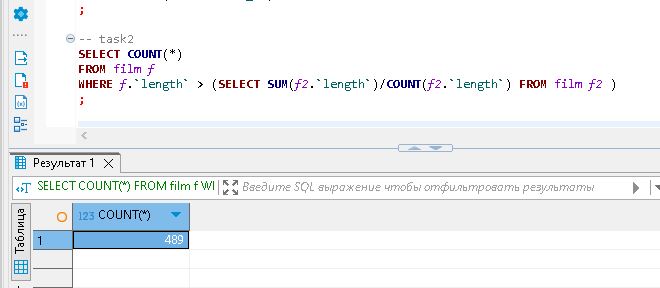 ;
-- task2
SELECT COUNT(*)
FROM film f
WHERE f.`length` > (SELECT SUM(f2.`length`)/COUNT(f2.`length`) FROM film f2 )
;
Результат 1
SELECT COUNT(*) FROM film f WI
Введите SQL выражение чтобы отфильтровать результаты
Таблица
123 COUNT(*)
1
489